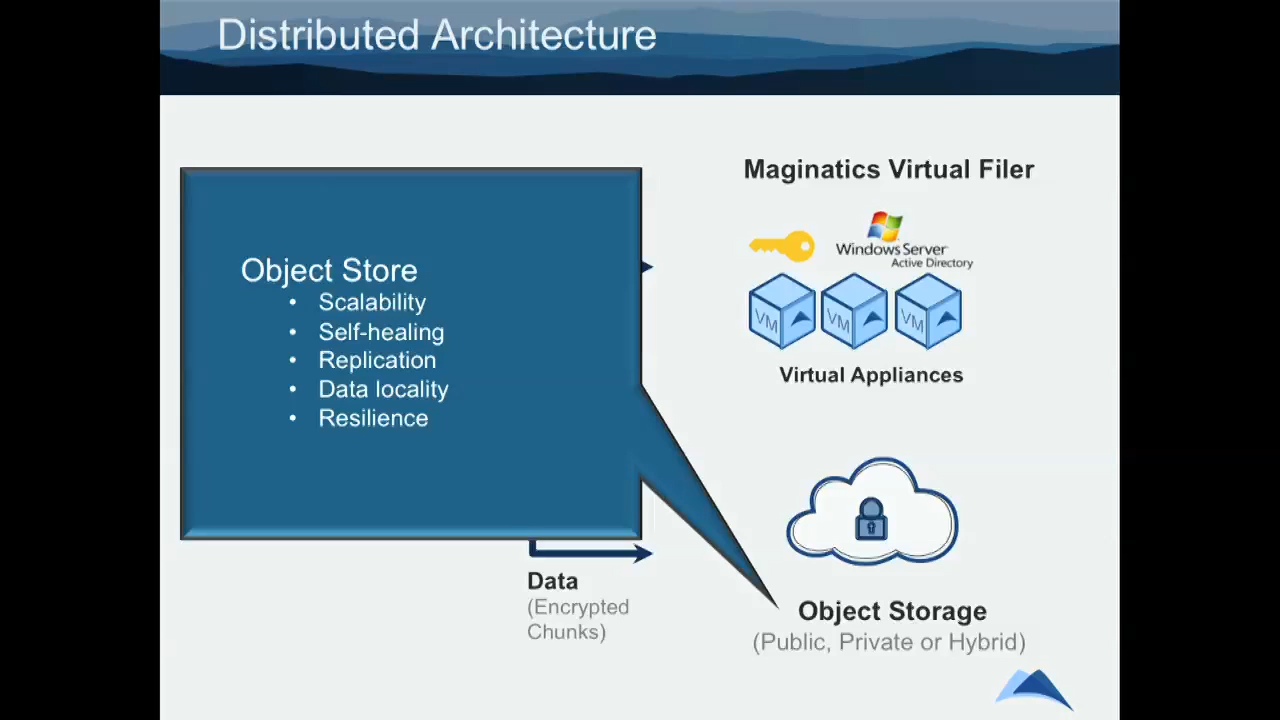 Distributed Architecture
Object Store
• Scalability
• Self-healing
• Replication
• Data locality
• Resilience
Maginatics Virtual Filer
Windows Server
Active Directory
VM VM VM
Virtual Appliances
Data
(Encrypted
Chunks)
Object Storage
(Public, Private or Hybrid)